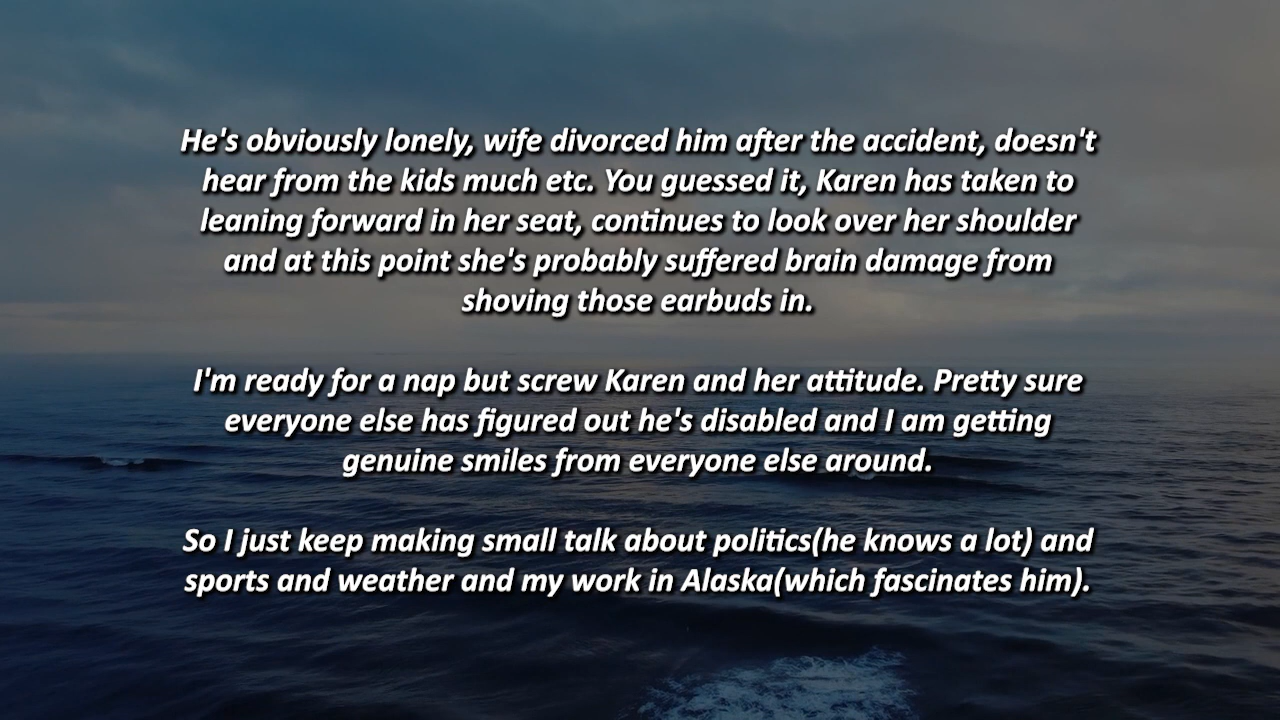 He's obviously lonely, wife divorced him after the accident, doesn't
hear from the kids much etc. You guessed it, Karen has taken to
leaning forward in her seat, continues to look over her shoulder
and at this point she's probably suffered brain damage from
shoving those earbuds in.
I'm ready for a nap but screw Karen and her attitude. Pretty sure
everyone else has figured out he's disabled and I am getting
genuine smiles from everyone else around.
So I just keep making small talk about politics(he knows a lot) and
sports and weather and my work in Alaska(which fascinates him).